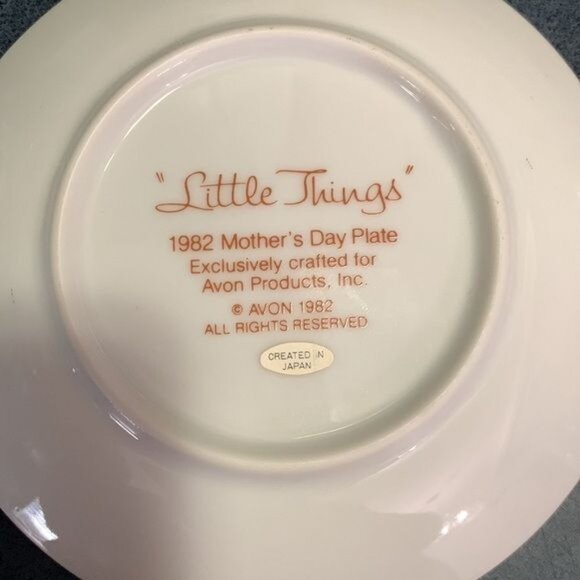 "Little Things"
1982 Mother's Day Plate
Exclusively crafted for
Avon Products, Inc.
© AVON 1982
ALL RIGHTS RESERVED
CREATED IN
JAPAN